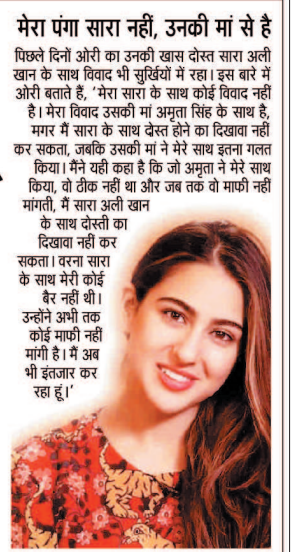 मेरा पंगा सारा नहीं, उनकी मां से है
पिछले दिनों ओरी का उनकी खास दोस्त सारा अली
खान के साथ विवाद भी सुर्खियों में रहा। इस बारे में
ओरी बताते हैं, 'मेरा सारा के साथ कोई विवाद नहीं
है। मेरा विवाद उसकी मां अमृता सिंह के साथ है,
मगर मैं सारा के साथ दोस्त होने का दिखावा नहीं
कर सकता, जबकि उसकी मां ने मेरे साथ इतना गलत
किया। मैंने यही कहा है कि जो अमृता ने मेरे साथ
किया, वो ठीक नहीं था और जब तक वो माफी नहीं
मांगती, मैं सारा अली खान
के साथ दोस्ती का
दिखावा नहीं कर
सकता। वरना सारा
के साथ मेरी कोई
बैर नहीं थी।
उन्होंने अभी तक
कोई माफी नहीं
मांगी है। मैं अब
भी इंतजार कर
रहा हूं।'